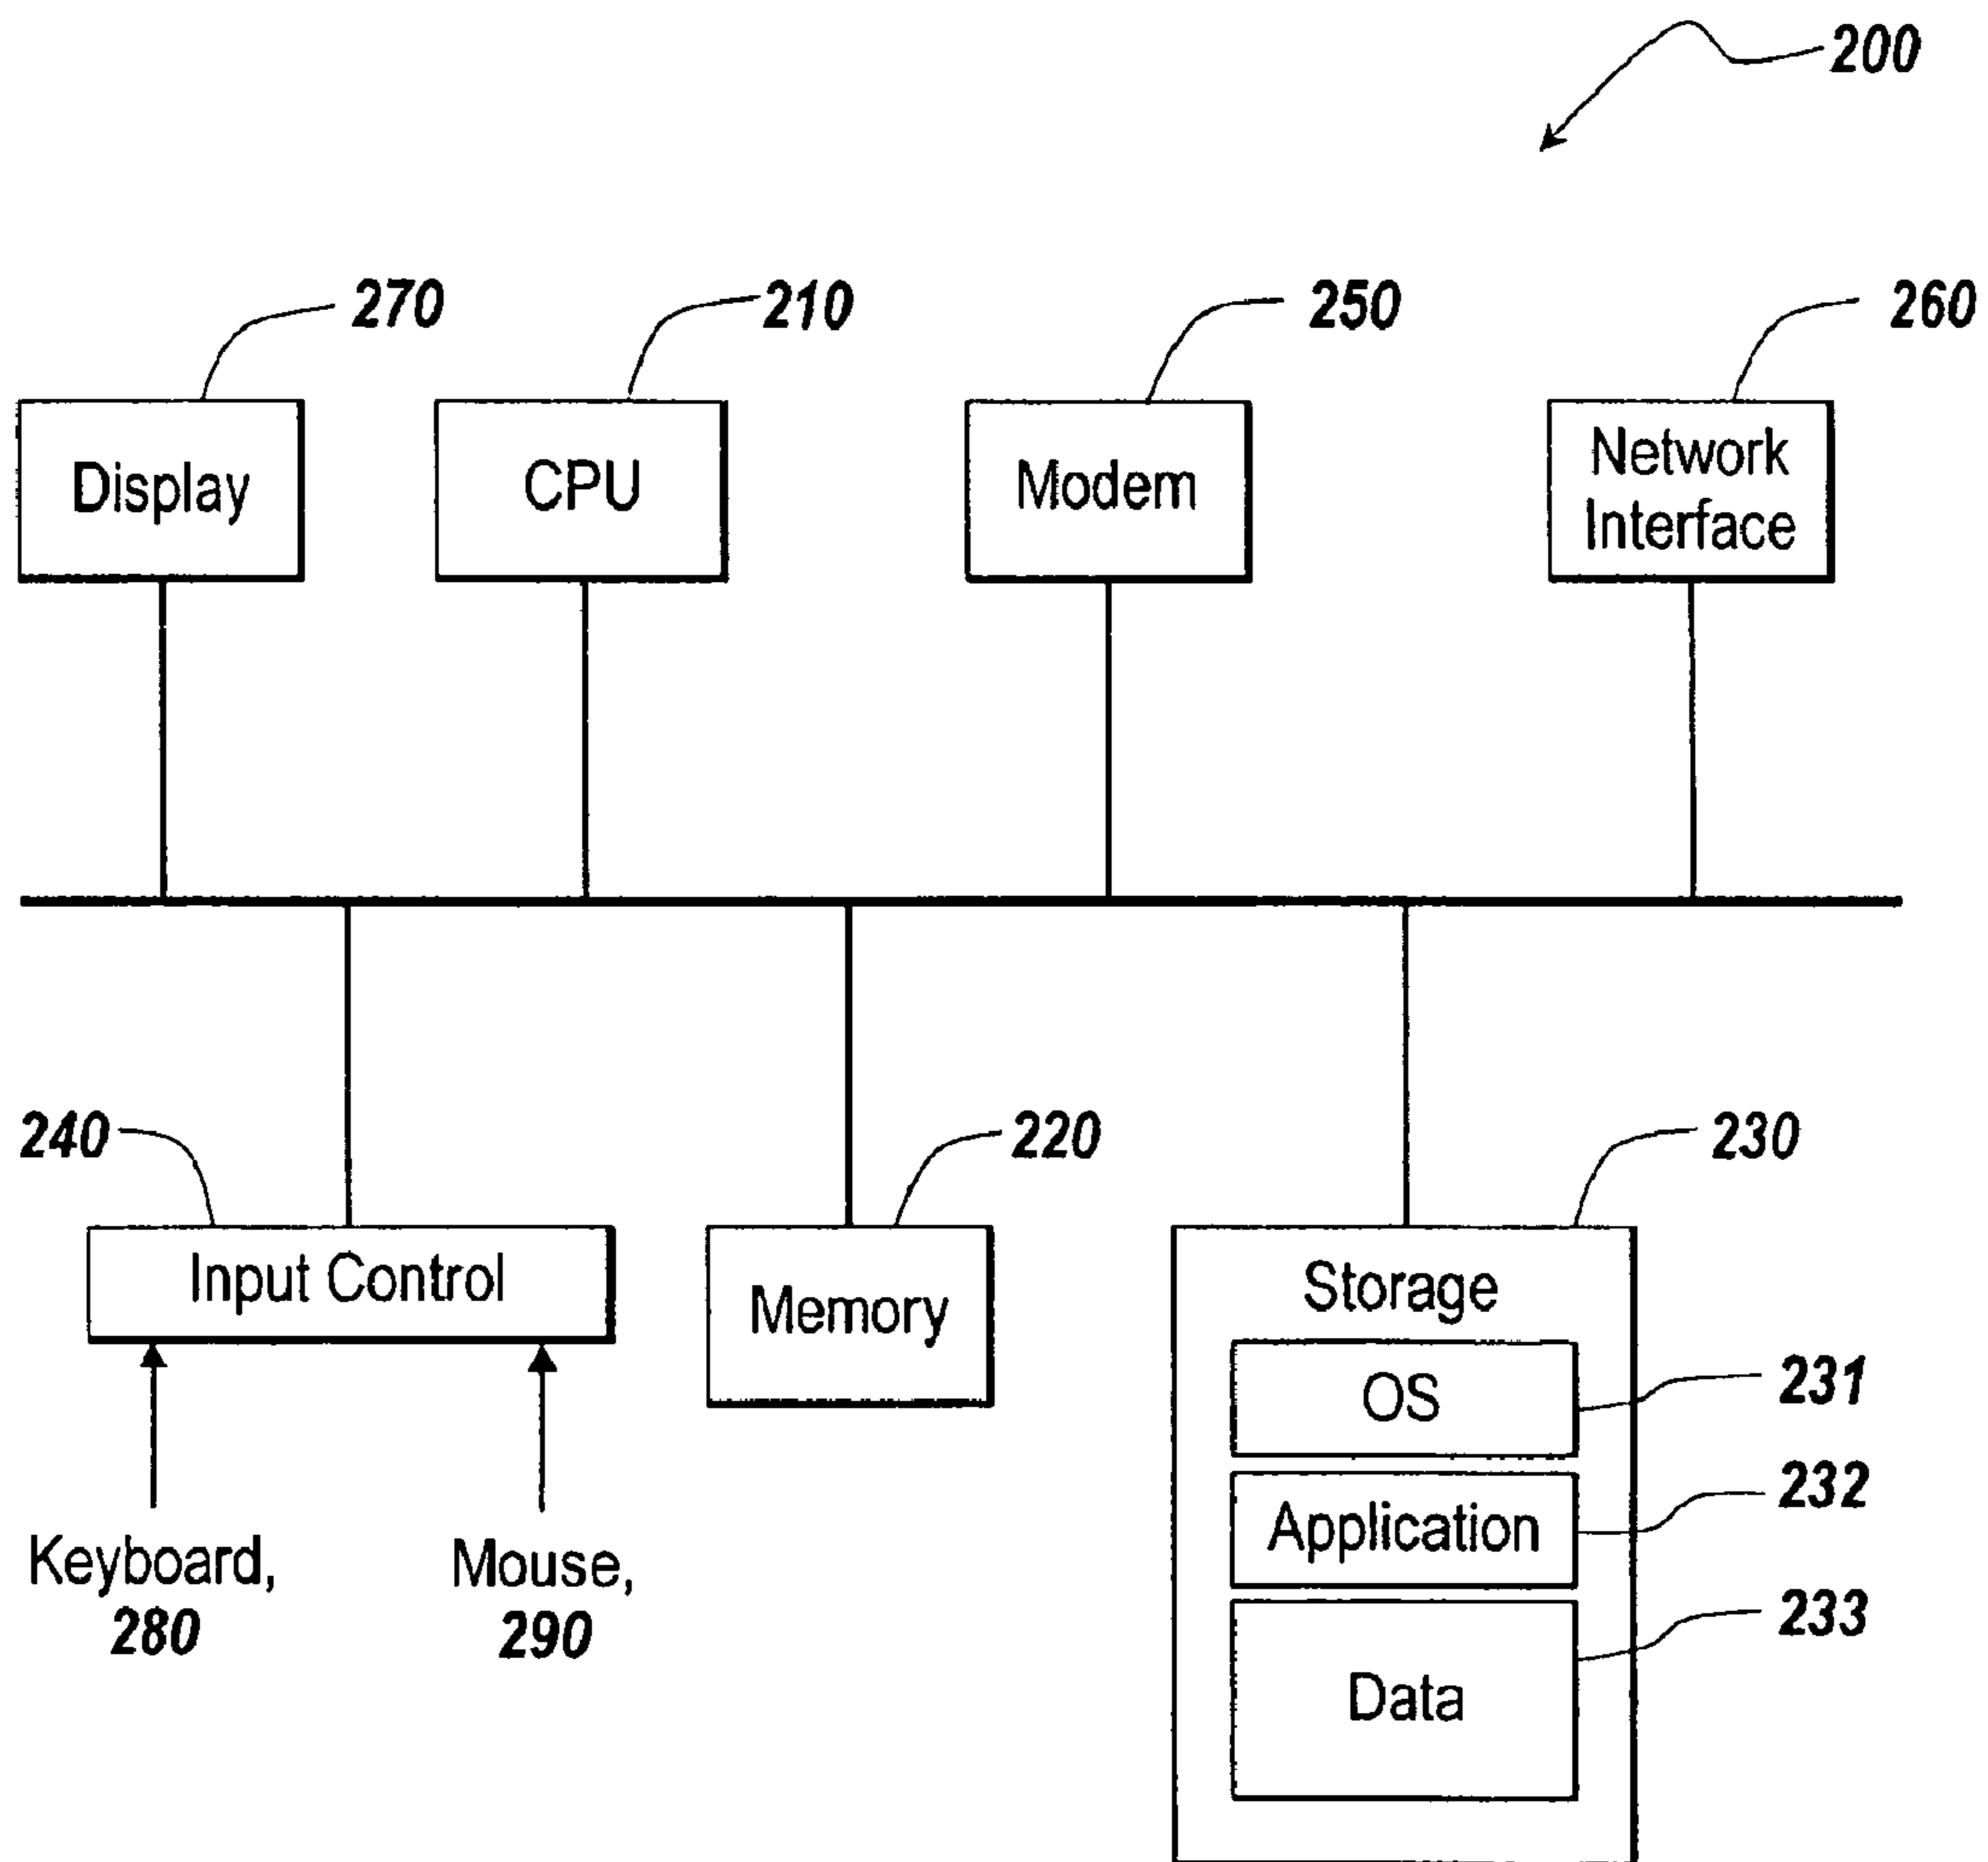 200
270
210
250
260
Display
CPU
Modem
Network
Interface
240
220
230
Input Control
Memory
Storage
OS
231
Application
232
Data
233
Keyboard,
280
Mouse,
290